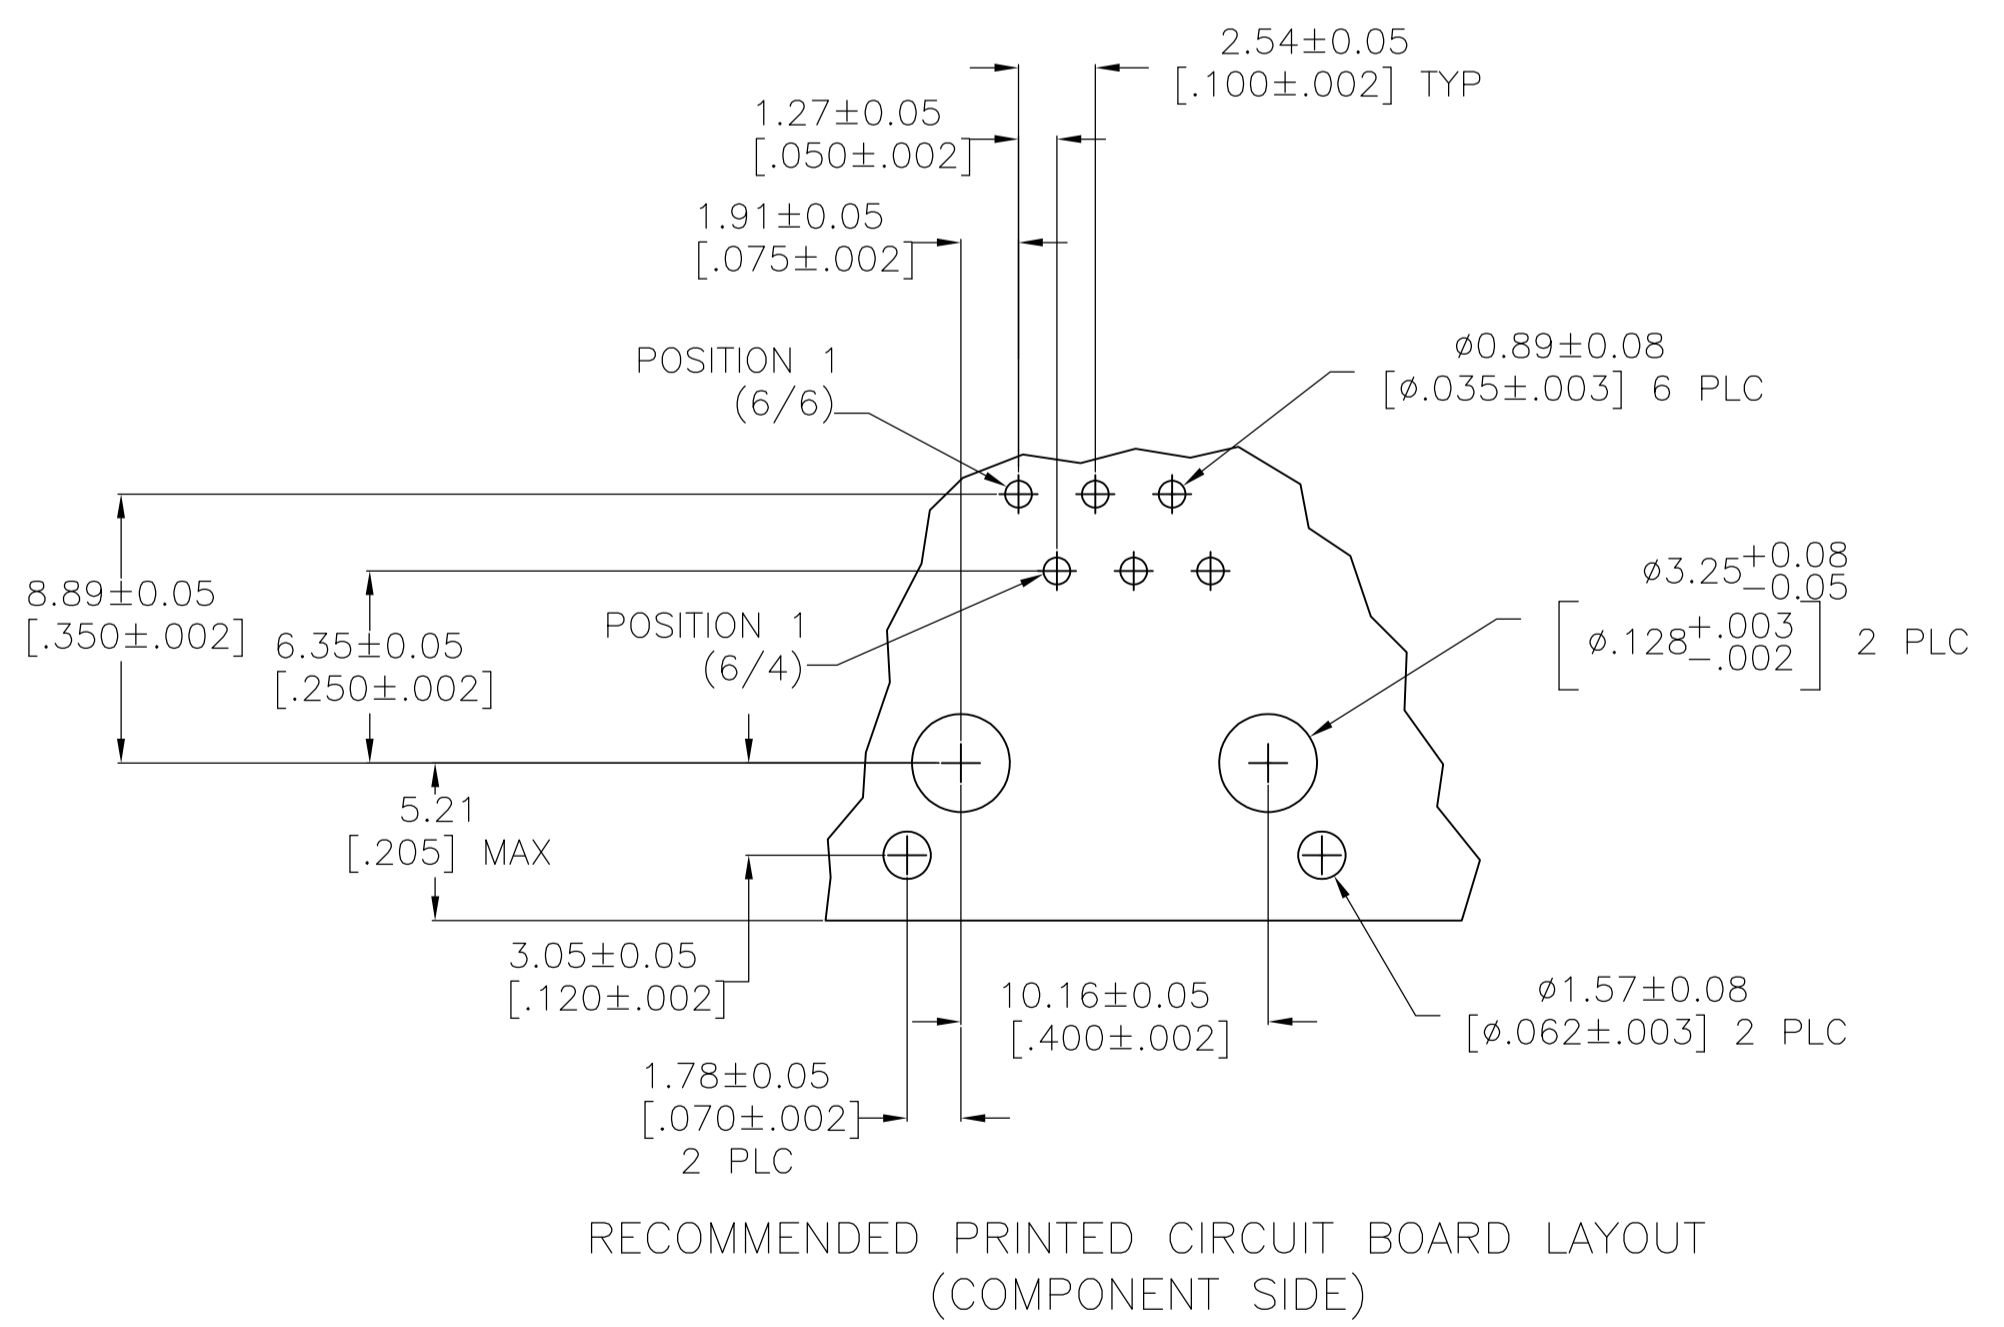 2.54±0.05
[.100±.002] TYP
1.27±0.05
[.050±.002]
1.91±0.05
[.075±.002]
POSITION 1
(6/6)
ø0.89±0.08
[ø.035±.003] 6 PLC
8.89±0.05
[.350±.002]
6.35±0.05
[.250±.002]
POSITION 1
(6/4)
ø3.25+0.08
−0.05
[ø.128+.003
−.002] 2 PLC
5.21
[.205] MAX
3.05±0.05
[.120±.002]
10.16±0.05
[.400±.002]
ø1.57±0.08
[ø.062±.003] 2 PLC
1.78±0.05
[.070±.002]
2 PLC
RECOMMENDED PRINTED CIRCUIT BOARD LAYOUT
(COMPONENT SIDE)